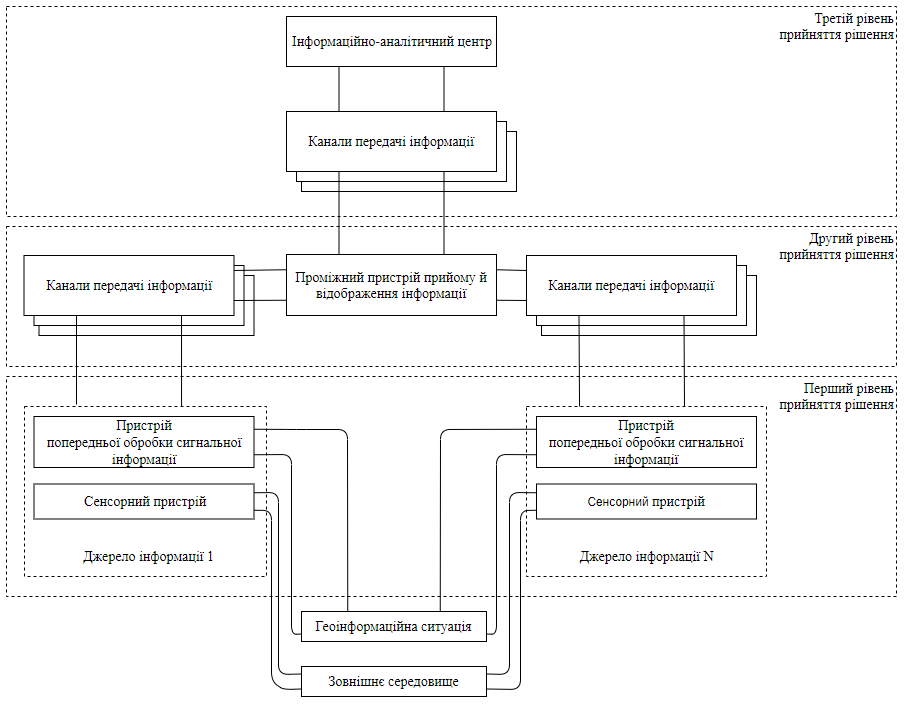 Третій рівень
прийняття рішення
Інформаційно-аналітичний центр
Канали передачі інформації
Другий рівень
прийняття рішення
Канали передачі інформації
Проміжний пристрій прийому й
відображення інформації
Канали передачі інформації
Перший рівень
прийняття рішення
Пристрій
попередньої обробки сигнальної
інформації
Сенсорний пристрій
Джерело інформації 1
Пристрій
попередньої обробки сигнальної
інформації
Сенсорний пристрій
Джерело інформації N
Геоінформаційна ситуація
Зовнішнє середовище